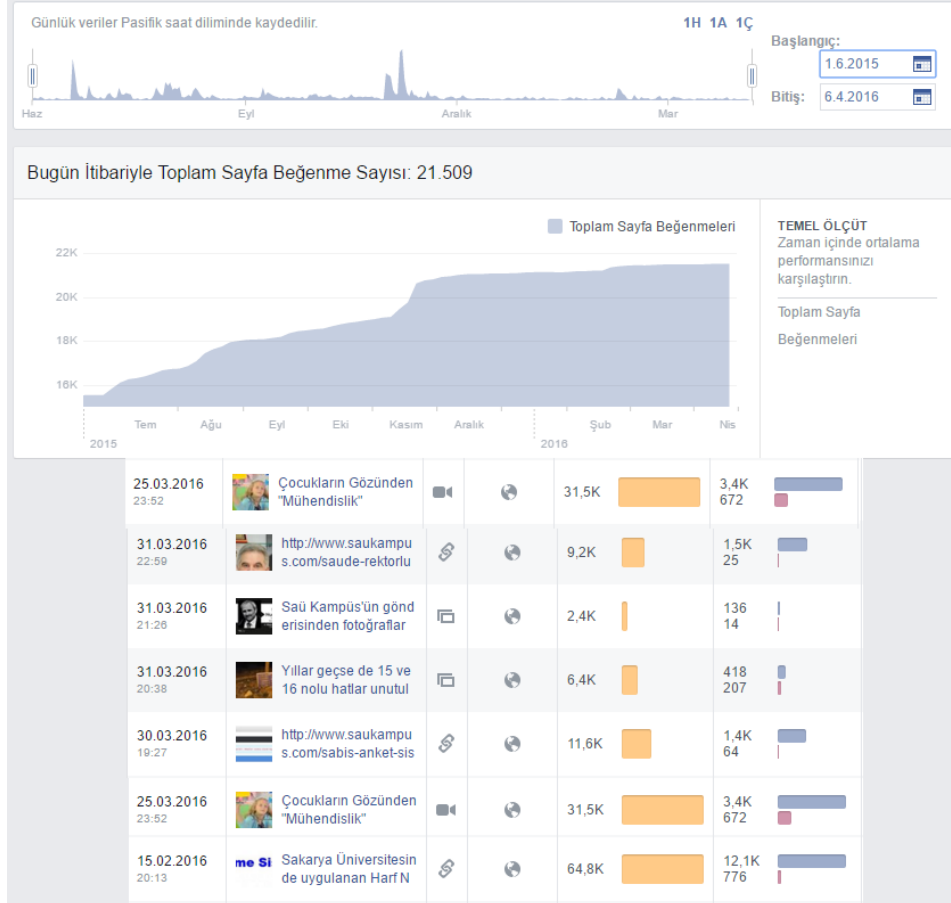 Günlük veriler Pasifik saat diliminde kaydedilir.
1H 1A 1Ç
Başlangıç:
1.6.2015
Bitiş:
6.4.2016
Haz Eyl Aralık Mar
Bugün İtibariyle Toplam Sayfa Beğenme Sayısı: 21.509
Toplam Sayfa Beğenmeleri
TEMEL ÖLÇÜT
Zaman içinde ortalama
performansınızı
karşılaştırın.
Toplam Sayfa
Beğenmeleri
22K
20K
18K
16K
Tem Ağu Eyl Eki Kasım Aralık Şub Mar Nis
2015 2016
25.03.2016
23:52
Çocukların Gözünden
"Mühendislik"
31,5K
3,4K
672
31.03.2016
22:59
http://www.saukampu
s.com/saude-rektorlu
9,2K
1,5K
25
31.03.2016
21:26
Saü Kampüs'ün gönd
erisinden fotoğraflar
2,4K
136
14
31.03.2016
20:38
Yıllar geçse de 15 ve
16 nolu hatlar unutul
6,4K
418
207
30.03.2016
19:27
http://www.saukampu
s.com/sabis-anket-sis
11,6K
1,4K
64
25.03.2016
23:52
Çocukların Gözünden
"Mühendislik"
31,5K
3,4K
672
15.02.2016
20:13
me Si
Sakarya Üniversitesin
de uygulanan Harf N
64,8K
12,1K
776